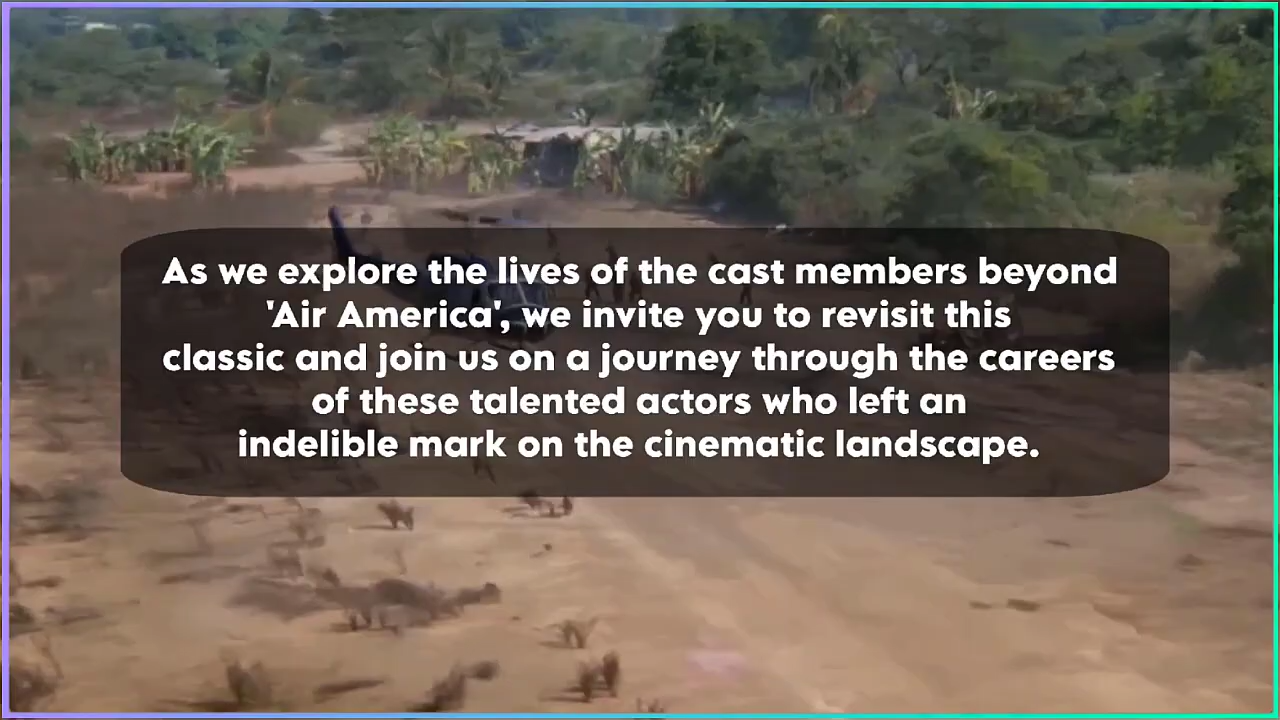 As we explore the lives of the cast members beyond
'Air America', we invite you to revisit this
classic and join us on a journey through the careers
of these talented actors who left an
indelible mark on the cinematic landscape.